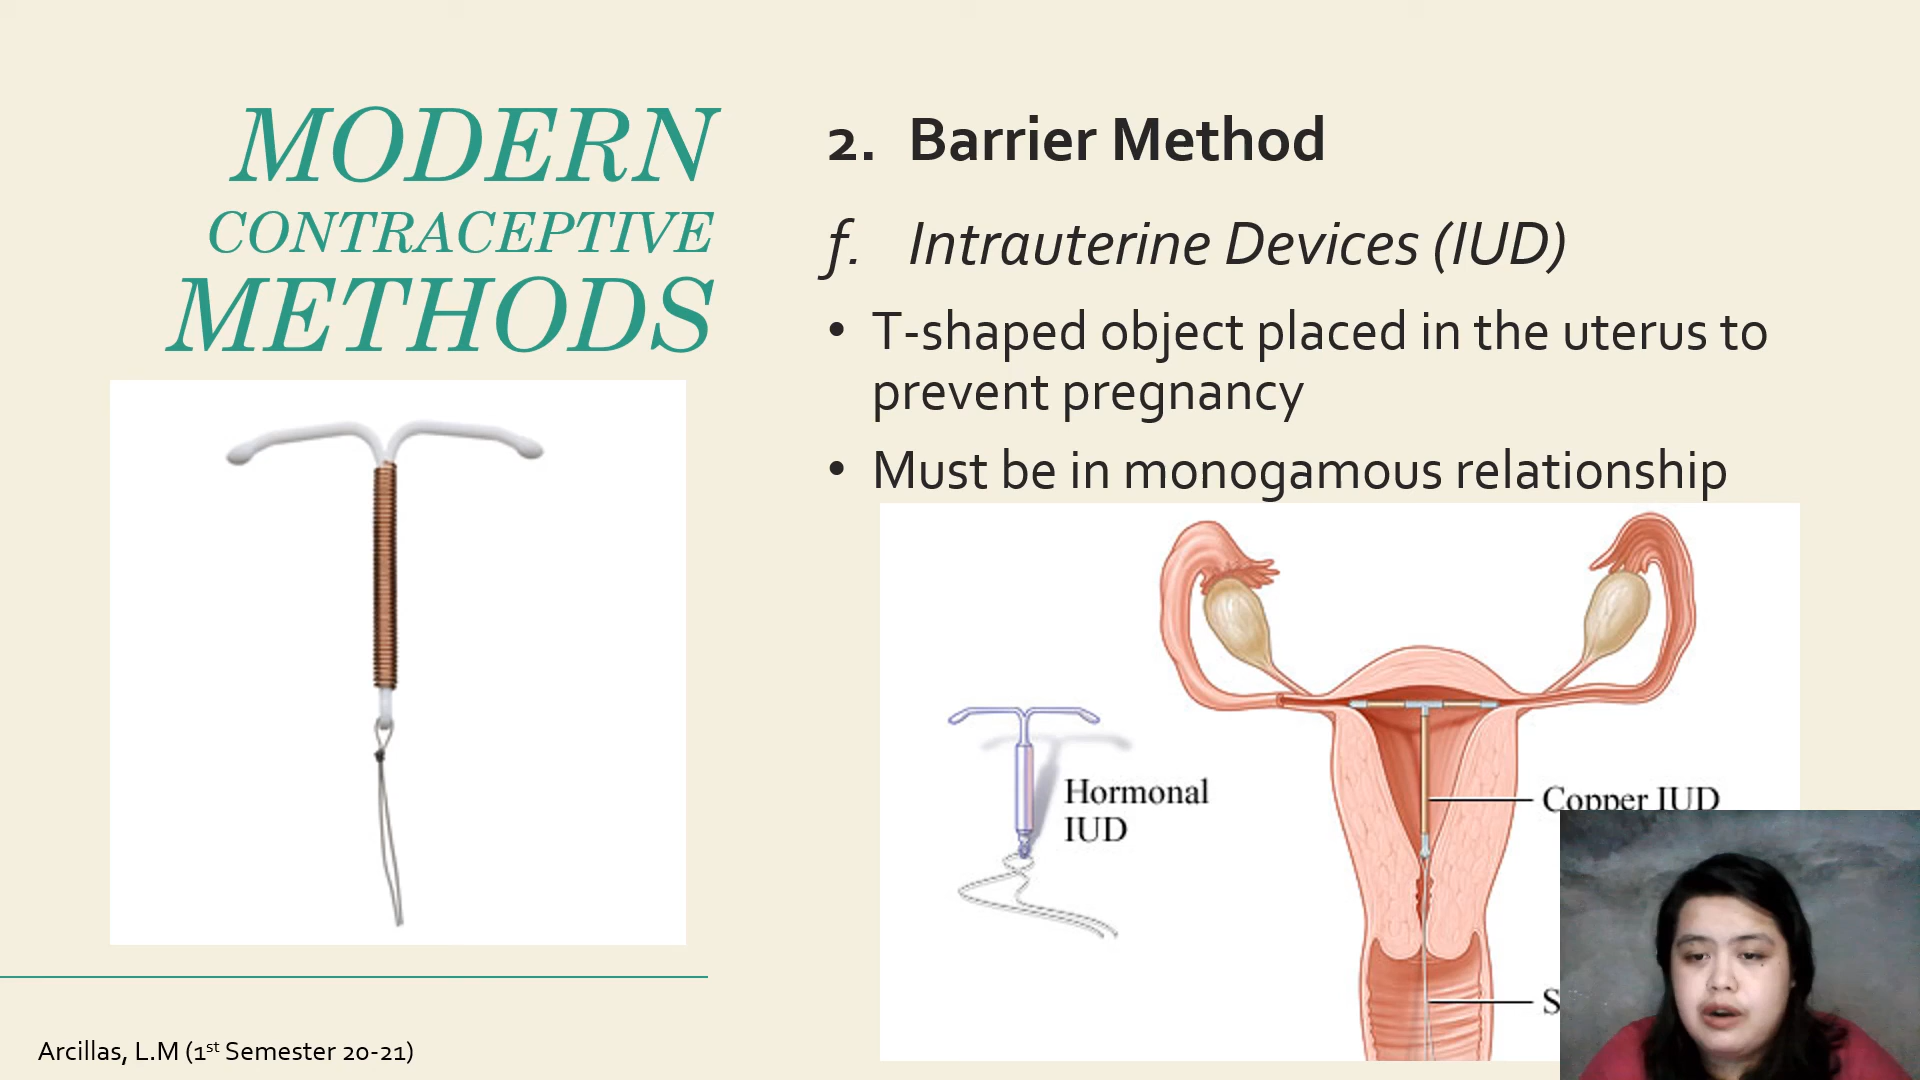 MODERN
CONTRACEPTIVE
METHODS
2. Barrier Method
f. Intrauterine Devices (IUD)
• T-shaped object placed in the uterus to
prevent pregnancy
• Must be in monogamous relationship
Hormonal
IUD
Copper IUD
Arcillas, L.M (1st Semester 20-21)